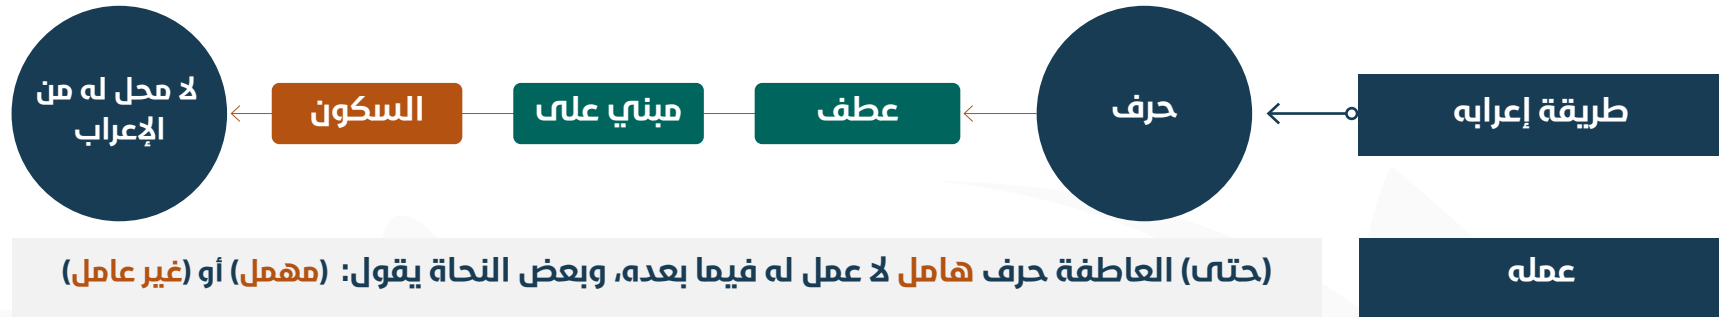 طريقة إعرابه
حرف
عطف
مبني على
السكون
لا محل له من
الإعراب
عمله
(حتى) العاطفة حرف هامل لا عمل له فيما بعده، وبعض النحاة يقول: (مهمل) أو (غير عامل)